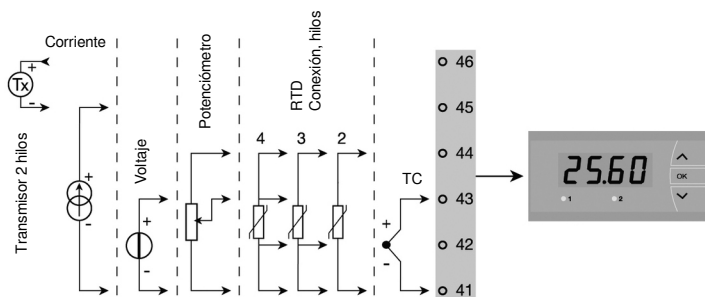 Corriente
Tx
+
-
Transmisor 2 hilos
+
-
Voltaje
+
-
Potenciómetro
RTD
Conexión, hilos
4 3 2
TC
+
-
46
45
44
43
42
41
25.60
OK
1 2